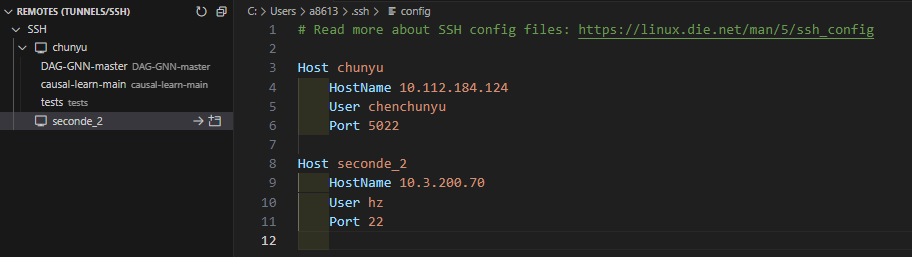 REMOTES (TUNNELS/SSH)
SSH
chunyu
DAG-GNN-master DAG-GNN-master
causal-learn-main causal-learn-main
tests tests
seconde_2
C: > Users > a8613 > .ssh > config
1 # Read more about SSH config files: https://linux.die.net/man/5/ssh_config
2
3 Host chunyu
4 HostName 10.112.184.124
5 User chenchunyu
6 Port 5022
7
8 Host seconde_2
9 HostName 10.3.200.70
10 User hz
11 Port 22
12